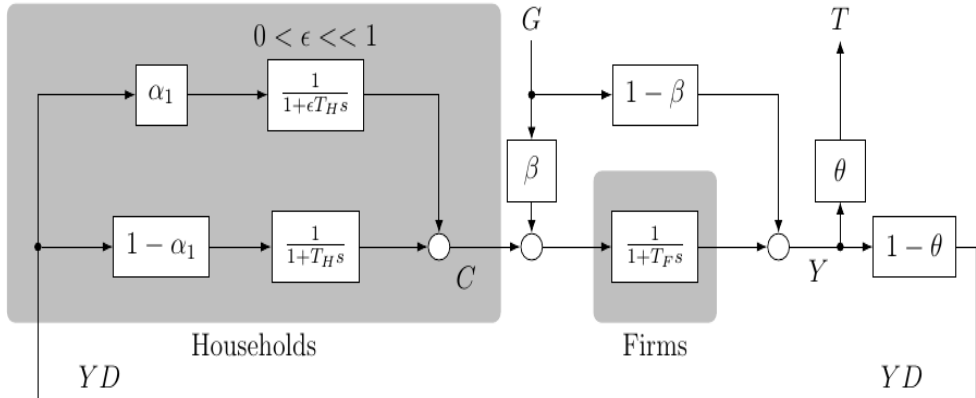 G
T
0 < ϵ << 1
α₁
1/(1+ϵT_H s)
1 − β
β
θ
1 − α₁
1/(1+T_H s)
C
1/(1+T_F s)
Y
1 − θ
Households
Firms
YD
YD